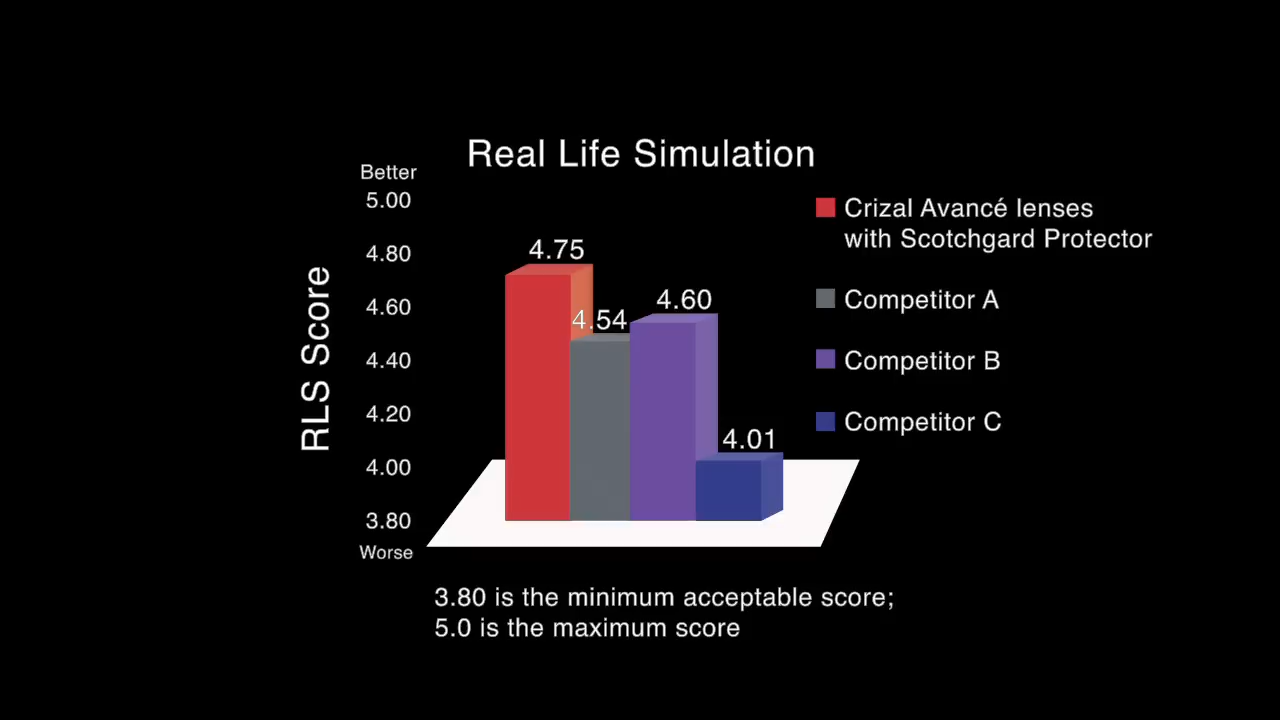 Real Life Simulation
Better
5.00
4.80
4.60
4.40
4.20
4.00
3.80
Worse
RLS Score
4.75
4.54
4.60
4.01
Crizal Avancé lenses
with Scotchgard Protector
Competitor A
Competitor B
Competitor C
3.80 is the minimum acceptable score;
5.0 is the maximum score